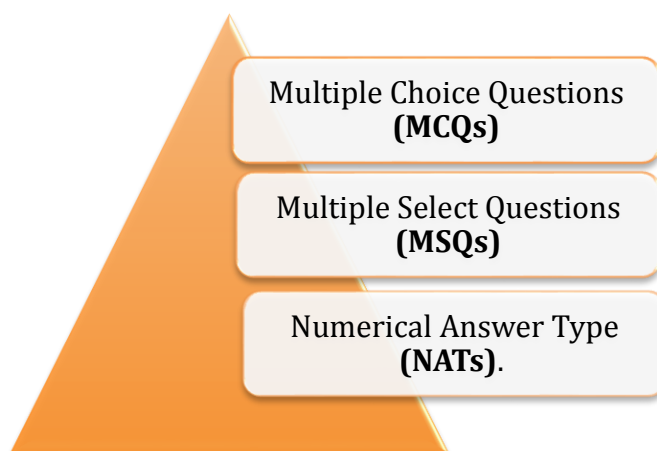 Multiple Choice Questions
(MCQs)
Multiple Select Questions
(MSQs)
Numerical Answer Type
(NATs).